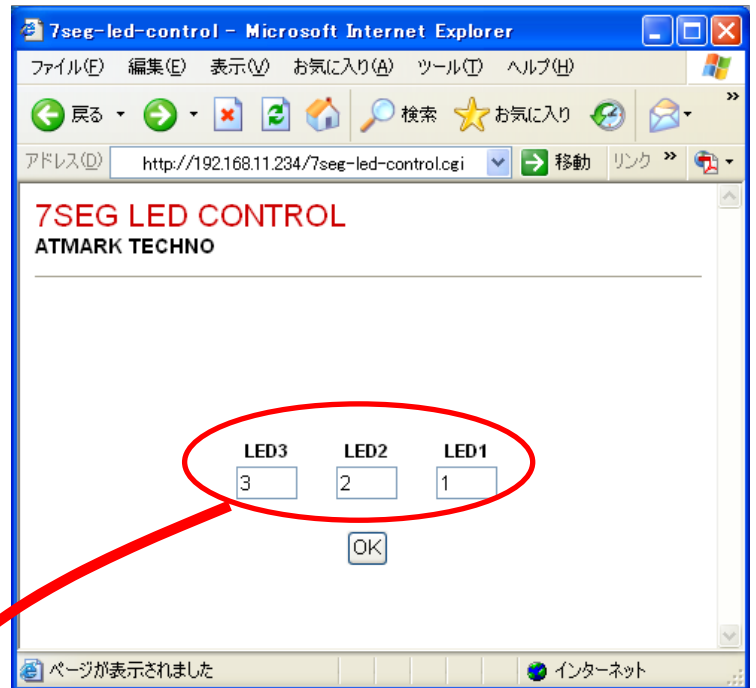 7seg-led-control - Microsoft Internet Explorer
ファイル(F) 編集(E) 表示(V) お気に入り(A) ツール(T) ヘルプ(H)
戻る 検索 お気に入り »
アドレス(D) http://192.168.11.234/7seg-led-control.cgi 移動 リンク »
7SEG LED CONTROL
ATMARK TECHNO
LED3 LED2 LED1
3 2 1
OK
ページが表示されました インターネット